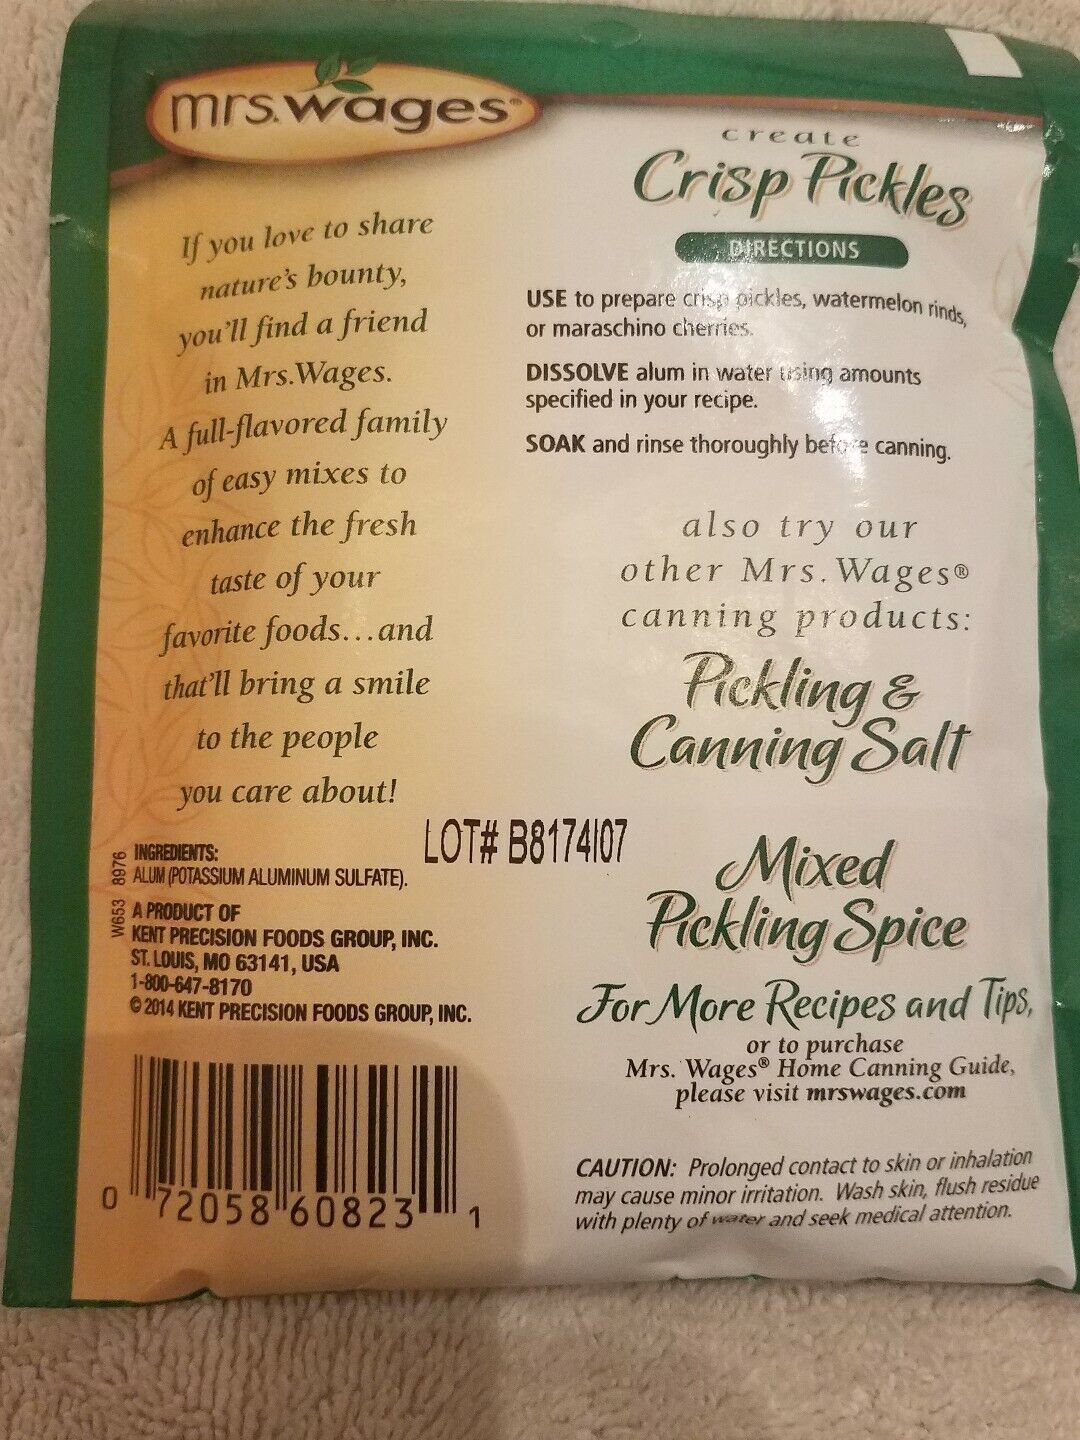 mrs.wages®
If you love to share
nature's bounty,
you'll find a friend
in Mrs.Wages.
A full-flavored family
of easy mixes to
enhance the fresh
taste of your
favorite foods...and
that'll bring a smile
to the people
you care about!
INGREDIENTS:
ALUM (POTASSIUM ALUMINUM SULFATE).
A PRODUCT OF
KENT PRECISION FOODS GROUP, INC.
ST. LOUIS, MO 63141, USA
1-800-647-8170
© 2014 KENT PRECISION FOODS GROUP, INC.
W653 8976
LOT# B8174I07
0 72058 60823 1
create
Crisp Pickles
DIRECTIONS
USE to prepare crisp pickles, watermelon rinds,
or maraschino cherries.
DISSOLVE alum in water using amounts
specified in your recipe.
SOAK and rinse thoroughly before canning.
also try our
other Mrs. Wages®
canning products:
Pickling &
Canning Salt
Mixed
Pickling Spice
For More Recipes and Tips,
or to purchase
Mrs. Wages® Home Canning Guide,
please visit mrswages.com
CAUTION: Prolonged contact to skin or inhalation
may cause minor irritation. Wash skin, flush residue
with plenty of water and seek medical attention.